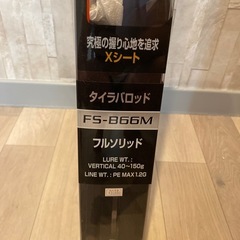 究極の握り心地を追求
Xシート
タイラバロッド
FS-B66M
フルソリッド
LURE WT. :
VERTICAL 40~150g
LINE WT. : PE MAX1.2G